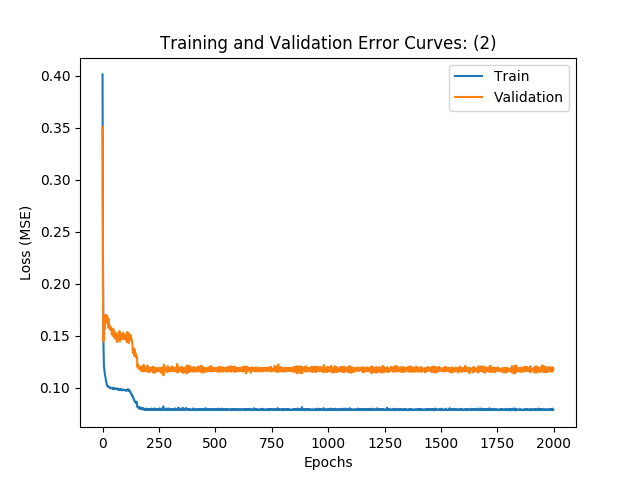 Training and Validation Error Curves: (2)
Train
Validation
0.40
0.35
0.30
0.25
0.20
0.15
0.10
Loss (MSE)
0 250 500 750 1000 1250 1500 1750 2000
Epochs